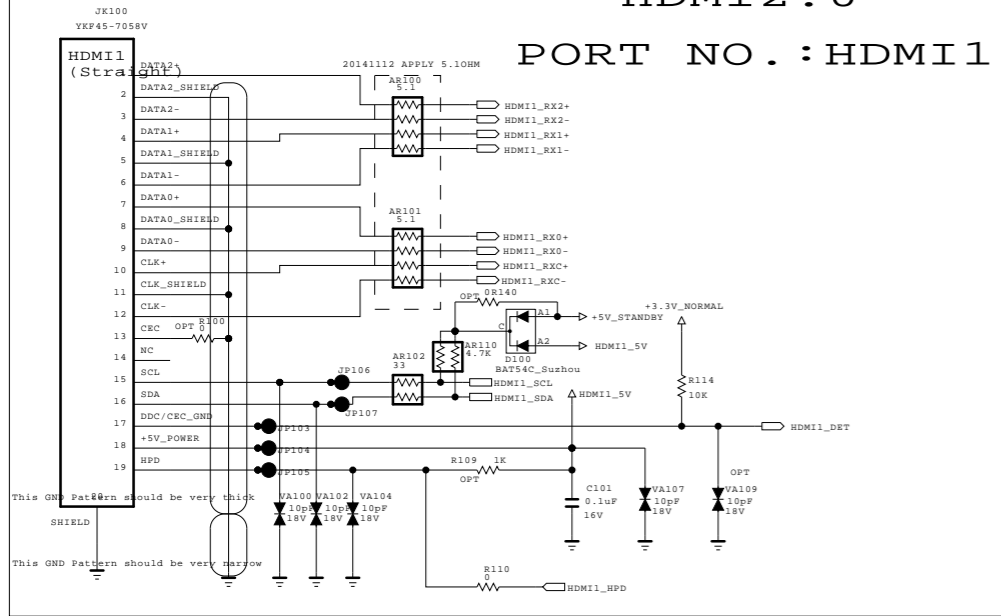 HDMI2.0
PORT NO.:HDMI1
JK100
YKF45-7058V
HDMI1
(Straight)
20141112 APPLY 5.1OHM
AR100
5.1
1
DATA2+
2
DATA2_SHIELD
3
DATA2-
4
DATA1+
5
DATA1_SHIELD
6
DATA1-
7
DATA0+
8
DATA0_SHIELD
9
DATA0-
10
CLK+
11
CLK_SHIELD
12
CLK-
13
CEC
14
NC
15
SCL
16
SDA
17
DDC/CEC_GND
18
+5V_POWER
19
HPD
20
SHIELD
HDMI1_RX2+
HDMI1_RX2-
HDMI1_RX1+
HDMI1_RX1-
AR101
5.1
HDMI1_RX0+
HDMI1_RX0-
HDMI1_RXC+
HDMI1_RXC-
OPT
0
R140
OPT
R100
0
C
A1
A2
+5V_STANDBY
HDMI1_5V
D100
BAT54C_Suzhou
+3.3V_NORMAL
AR110
4.7K
AR102
33
JP106
JP107
HDMI1_SCL
HDMI1_SDA
HDMI1_5V
R114
10K
HDMI1_DET
JP103
JP104
JP105
R109
1K
OPT
C101
0.1uF
16V
VA100
10pF
18V
VA102
10pF
18V
VA104
10pF
18V
VA107
10pF
18V
OPT
VA109
10pF
18V
This GND Pattern should be very thick
This GND Pattern should be very narrow
R110
0
HDMI1_HPD